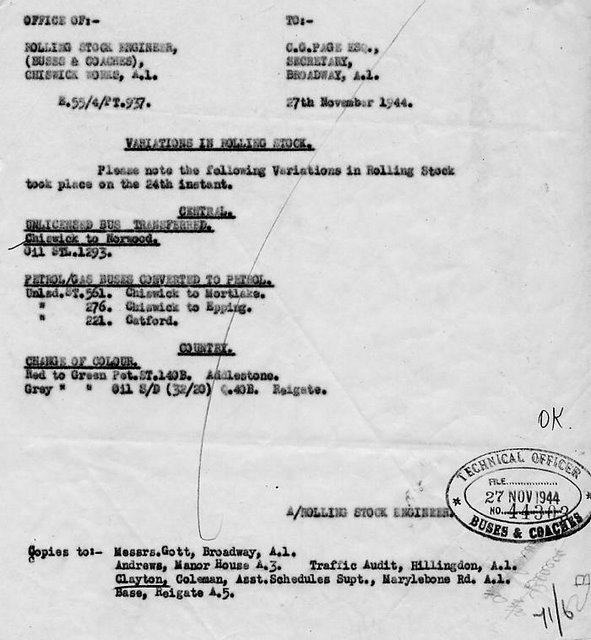 OFFICE OF:- TO:-
ROLLING STOCK ENGINEER, C.G.PAGE ESQ.,
(BUSES & COACHES), SECRETARY,
CHISWICK WORKS, A.1. BROADWAY, A.1.
E.55/4/PT.937. 27th November 1944.
VARIATIONS IN ROLLING STOCK.
Please note the following Variations in Rolling Stock
took place on the 24th instant.
CENTRAL.
UNLICENSED BUS TRANSFERRED.
Chiswick to Norwood.
Oil STL.1293.
PETROL/GAS BUSES CONVERTED TO PETROL.
Unlsd.ST.561. Chiswick to Mortlake.
" 276. Chiswick to Epping.
" 221. Catford.
COUNTRY.
CHANGE OF COLOUR.
Red to Green Pet.ST.140B. Addlestone.
Grey " " Oil S/D (32/20) Q.40B. Reigate.
OK.
TECHNICAL OFFICER
FILE
27 NOV 1944
NO. 44302
BUSES & COACHES
A/ROLLING STOCK ENGINEER.
Copies to:- Messrs.Gott, Broadway, A.1.
Andrews, Manor House A.3. Traffic Audit, Hillingdon, A.1.
Clayton, Coleman, Asst.Schedules Supt., Marylebone Rd. A.1.
Base, Reigate A.5.